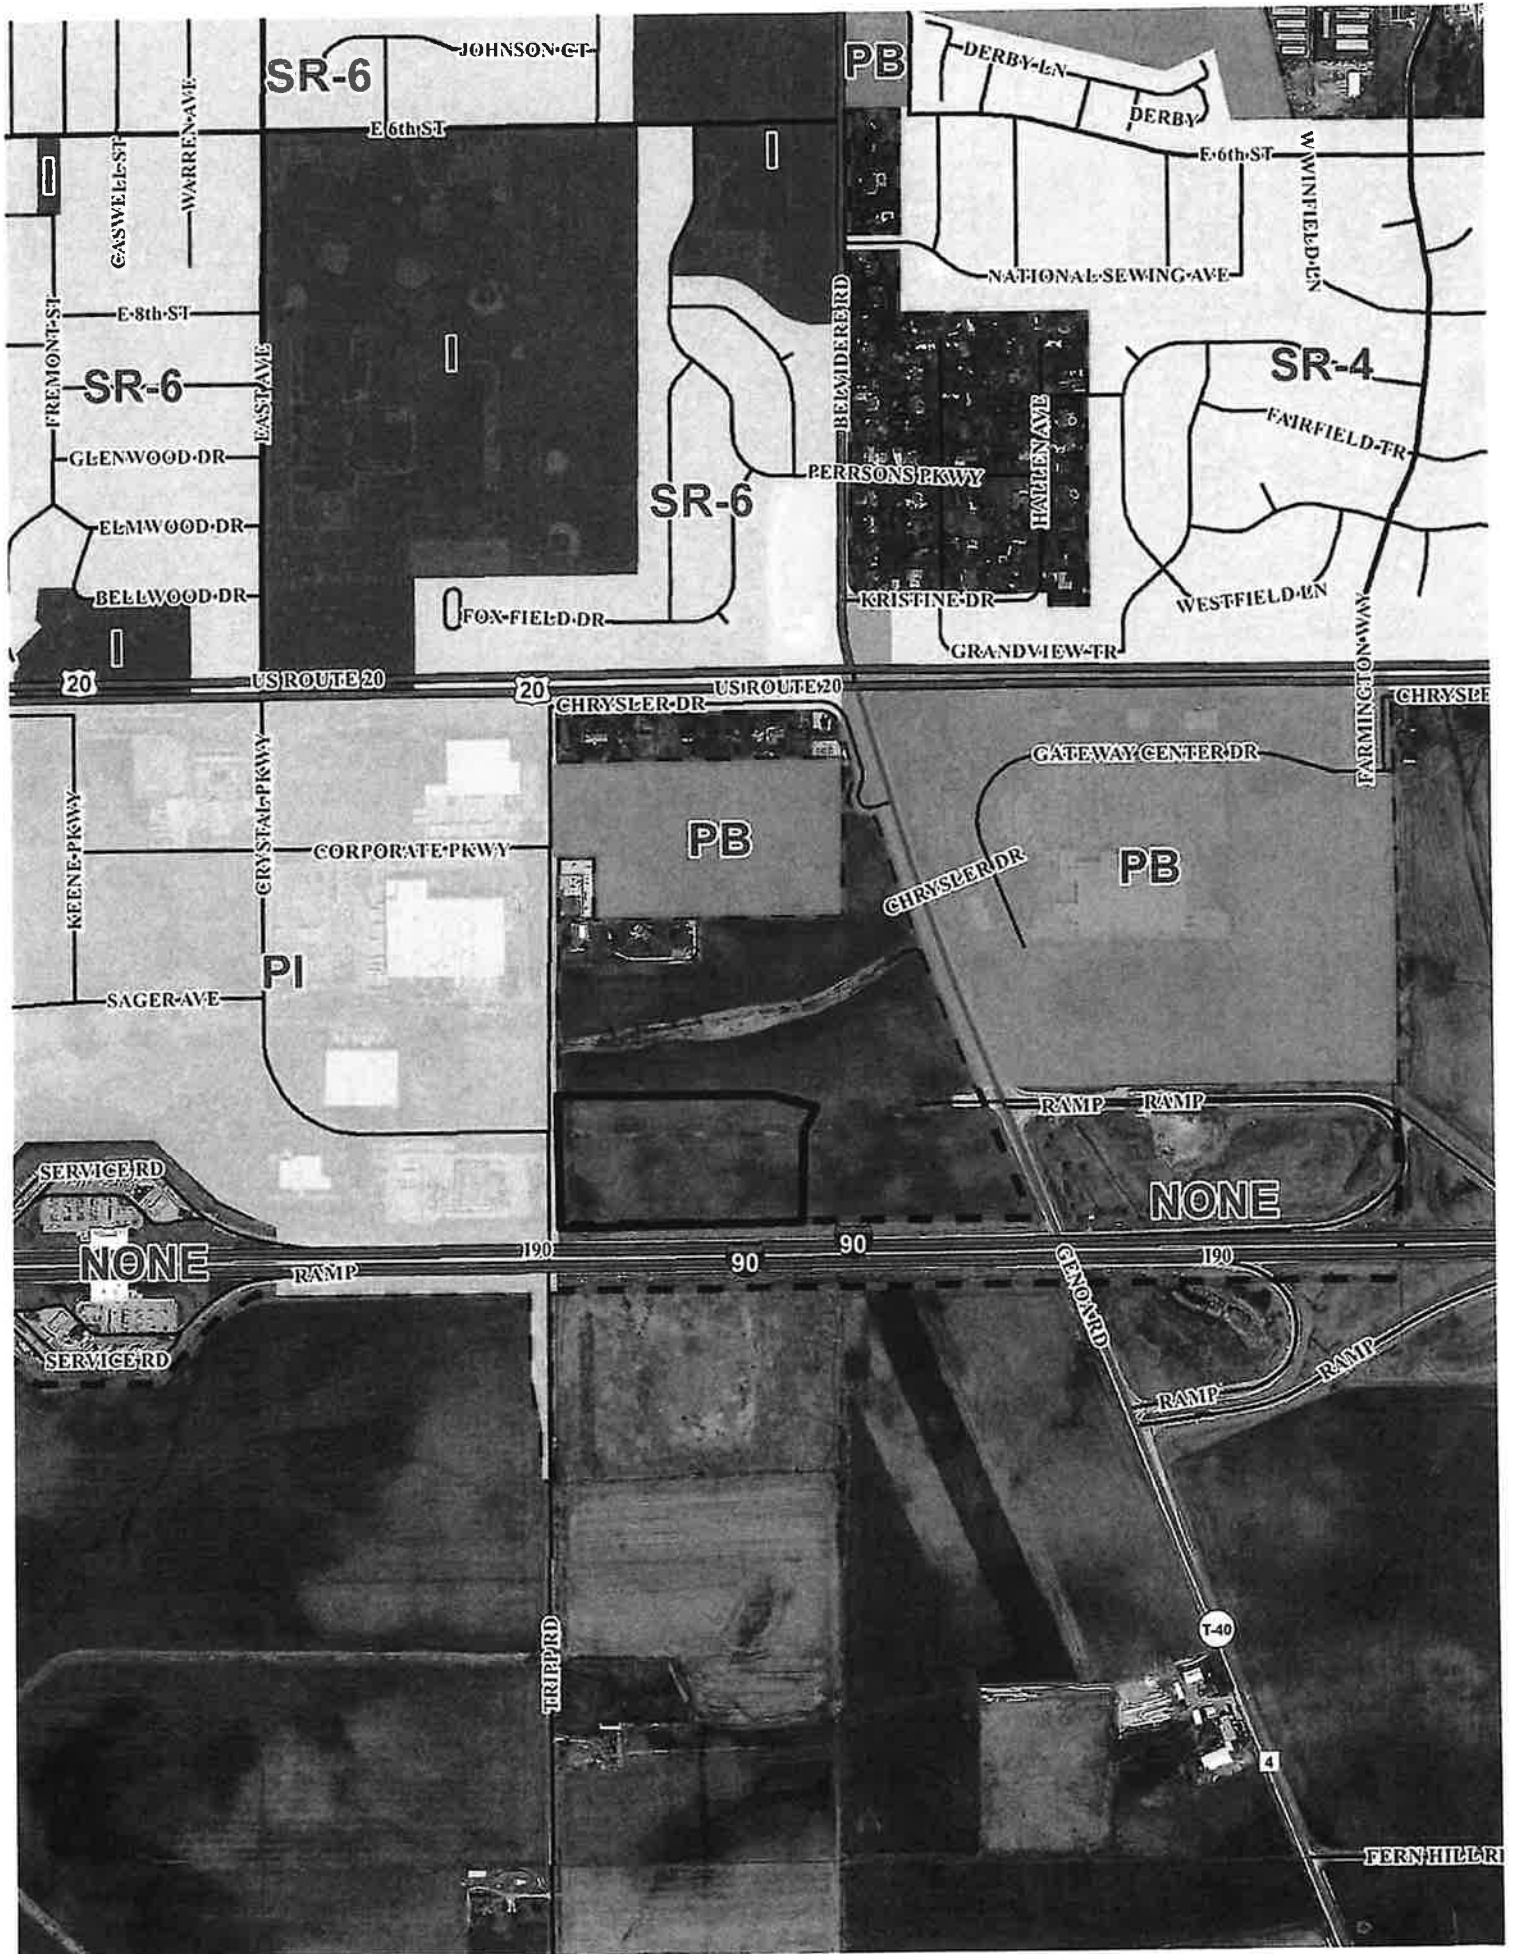 JOHNSON CT
SR-6
PB
DERBY LN
DERBY
E 6th ST
I
E 6th ST
I
CASWELL ST
WARREN AVE
W WINFIELD LN
NATIONAL SEWING AVE
FREMONT ST
E 8th ST
EAST AVE
I
BELVIDERE RD
SR-4
SR-6
HALLEN AVE
FAIRFIELD TR
GLENWOOD DR
PERRSONS PKWY
SR-6
ELMWOOD DR
BELLWOOD DR
KRISTINE DR
WESTFIELD LN
FOX FIELD DR
I
GRANDVIEW TR
FARMINGTON WAY
20
US ROUTE 20
20
US ROUTE 20
CHRYSLER DR
CHRYSLE
GATEWAY CENTER DR
KEENE PKWY
CRYSTAL PKWY
CORPORATE PKWY
PB
PB
CHRYSLER DR
PI
SAGER AVE
RAMP
RAMP
SERVICE RD
NONE
NONE
I90
90
90
I90
RAMP
GENOA RD
SERVICE RD
RAMP
RAMP
TRIPP RD
T-40
4
FERN HILL R